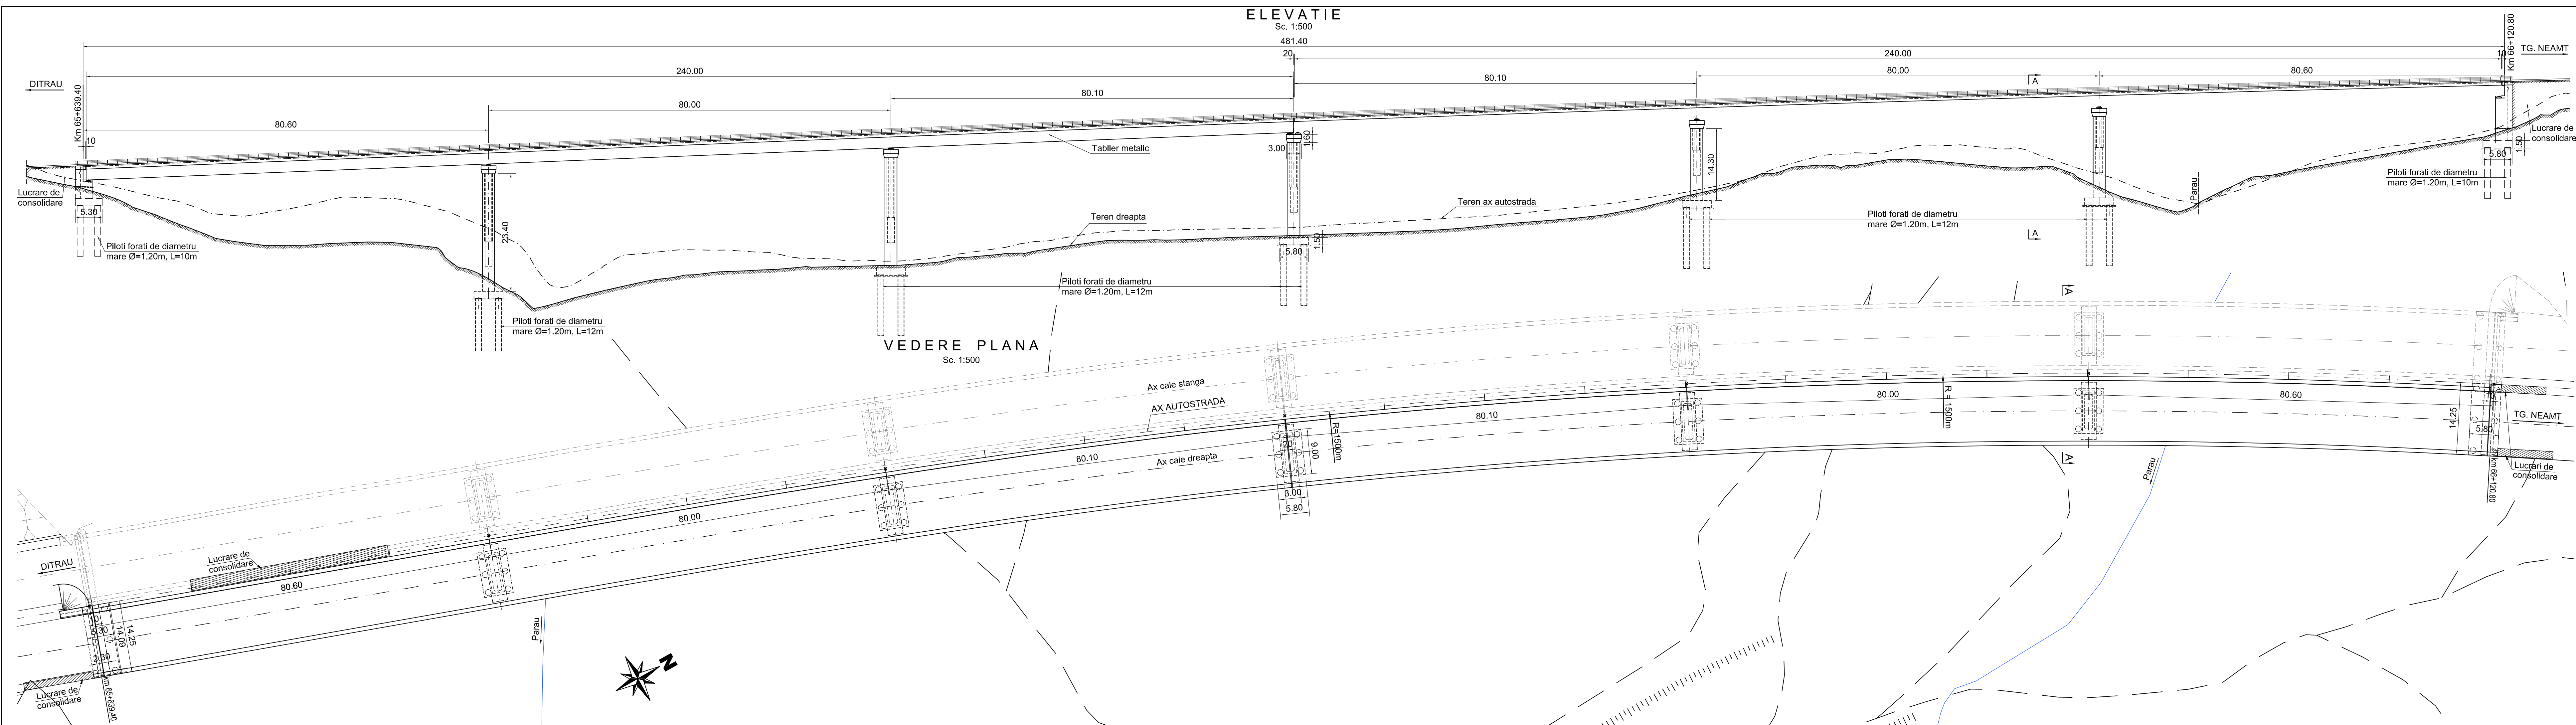 ELEVATIE
Sc. 1:500
481.40
20
240.00
10
Km 66+120.80
TG. NEAMT
DITRAU
240.00
80.10
80.00
80.60
A
Km 65+639.40
10
80.60
80.00
80.10
Tablier metalic
1.60
3.00
14.30
Lucrare de
consolidare
1.50
5.80
Piloti forati de diametru
mare Ø=1.20m, L=10m
Parau
Lucrare de
consolidare
5.30
Piloti forati de diametru
mare Ø=1.20m, L=10m
23.40
Teren dreapta
Teren ax autostrada
Piloti forati de diametru
mare Ø=1.20m, L=12m
A
5.80
1.50
Piloti forati de diametru
mare Ø=1.20m, L=12m
Piloti forati de diametru
mare Ø=1.20m, L=12m
VEDERE PLANA
Sc. 1:500
A
Ax cale stanga
AX AUTOSTRADA
80.10
80.00
R = 1500m
80.60
10
14.25
TG. NEAMT
5.80
R=1500m
20
9.00
80.10
Ax cale dreapta
3.00
5.80
A
Parau
Lucrari de
consolidare
km 66+120.80
80.00
Lucrare de
consolidare
80.60
DITRAU
10
5.30
14.09
14.25
2.30
km 65+639.40
Lucrare de
consolidare
Parau
N